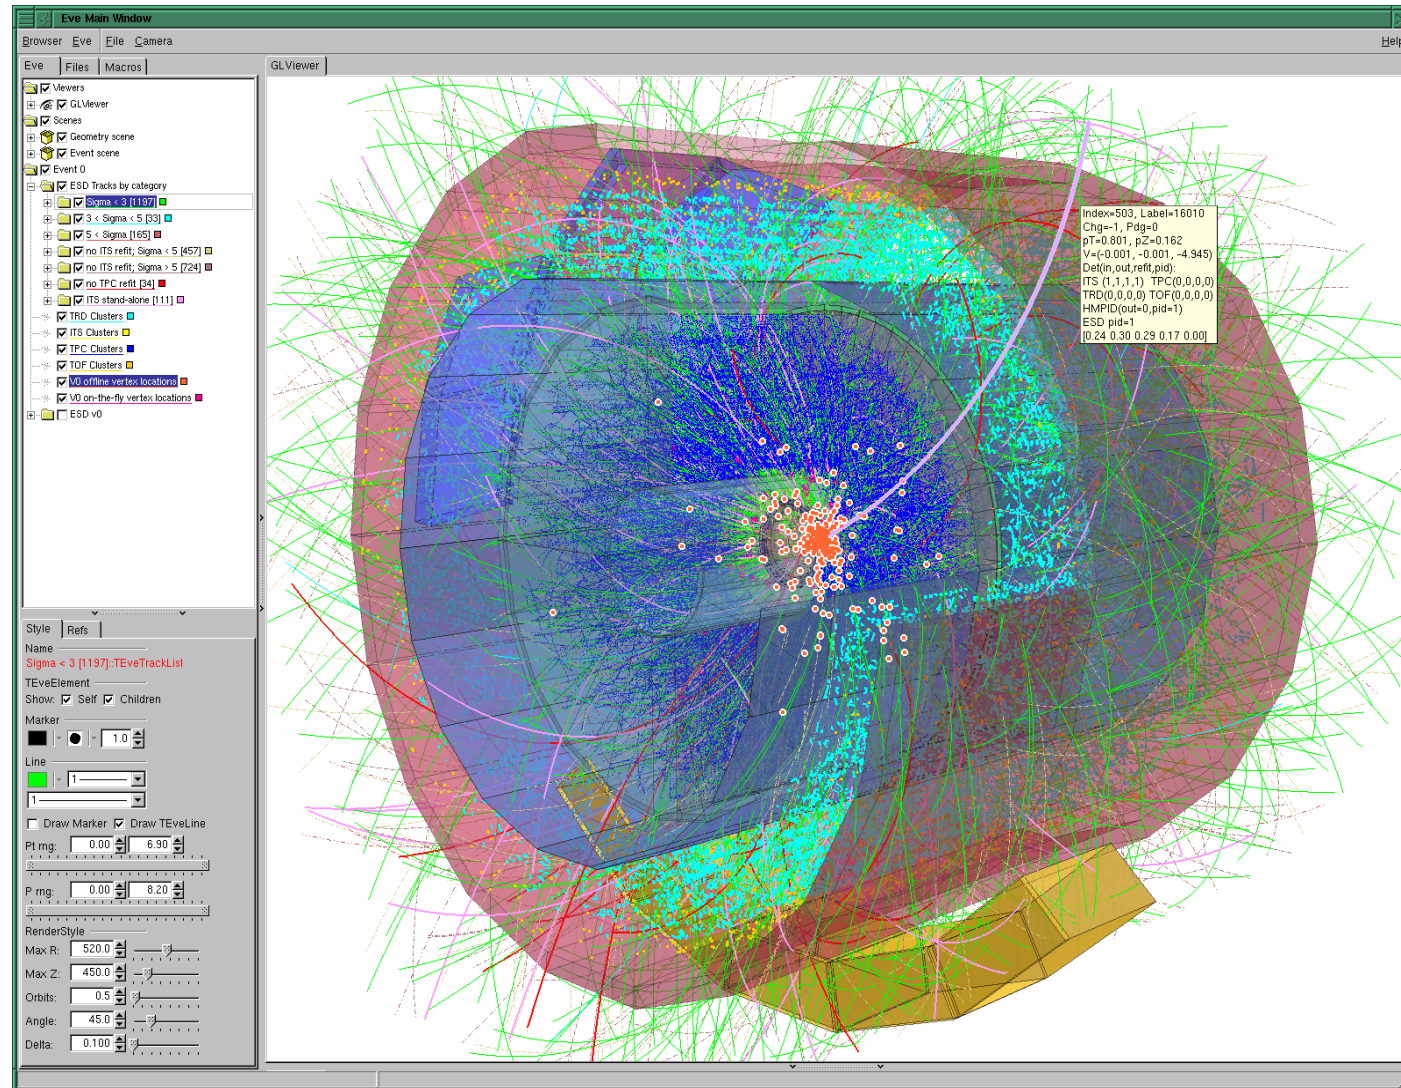 Eve Main Window
Browser Eve File Camera Help
Eve Files Macros
GLViewer
Viewers
GLViewer
Scenes
Geometry scene
Event scene
Event 0
ESD Tracks by category
Sigma < 3 [1197]
3 < Sigma < 5 [33]
5 < Sigma [165]
no ITS refit; Sigma < 5 [457]
no ITS refit; Sigma > 5 [724]
no TPC refit [34]
ITS stand-alone [111]
TRD Clusters
ITS Clusters
TPC Clusters
TOF Clusters
V0 offline vertex locations
V0 on-the-fly vertex locations
ESD v0
Index=503, Label=16010
Chg=-1, Pdg=0
pT=0.801, pZ=0.162
V=(-0.001, -0.001, -4.945)
Det(in,out,refit,pid):
ITS (1,1,1,1) TPC(0,0,0,0)
TRD(0,0,0,0) TOF(0,0,0,0)
HMPID(out=0,pid=1)
ESD pid=1
[0.24 0.30 0.29 0.17 0.00]
Style Refs
Name
Sigma < 3 [1197]::TEveTrackList
TEveElement
Show: Self Children
Marker
1.0
Line
1
1
Draw Marker Draw TEveLine
Pt rng: 0.00 6.90
P rng: 0.00 8.20
RenderStyle
Max R: 520.0
Max Z: 450.0
Orbits: 0.5
Angle: 45.0
Delta: 0.100